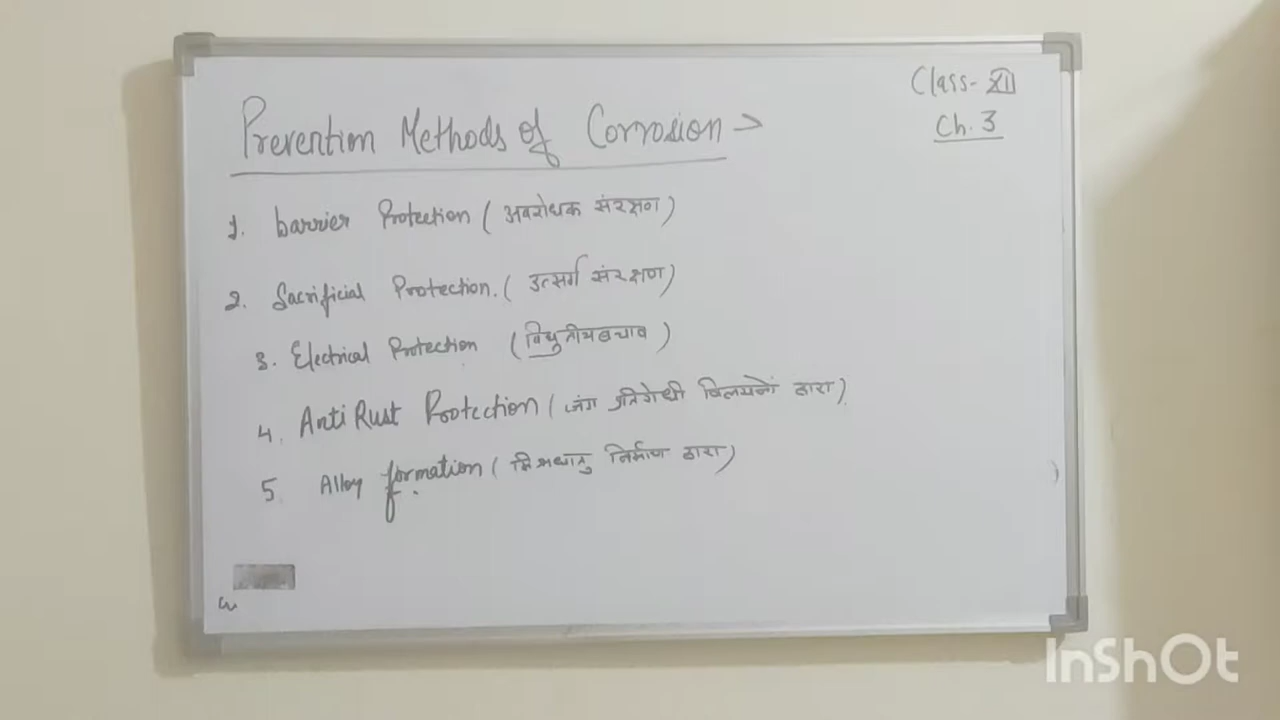 Class-XII
Ch. 3
Prevention Methods of Corrosion →
1. barrier Protection (अवरोधक संरक्षण)
2. Sacrificial Protection. (उत्सर्ग संरक्षण)
3. Electrical Protection (विधुतीय बचाव)
4. Anti Rust Protection (जंग प्रतिरोधी विलयनों द्वारा)
5. Alloy formation (मिश्रधातु निर्माण द्वारा)
InShOt